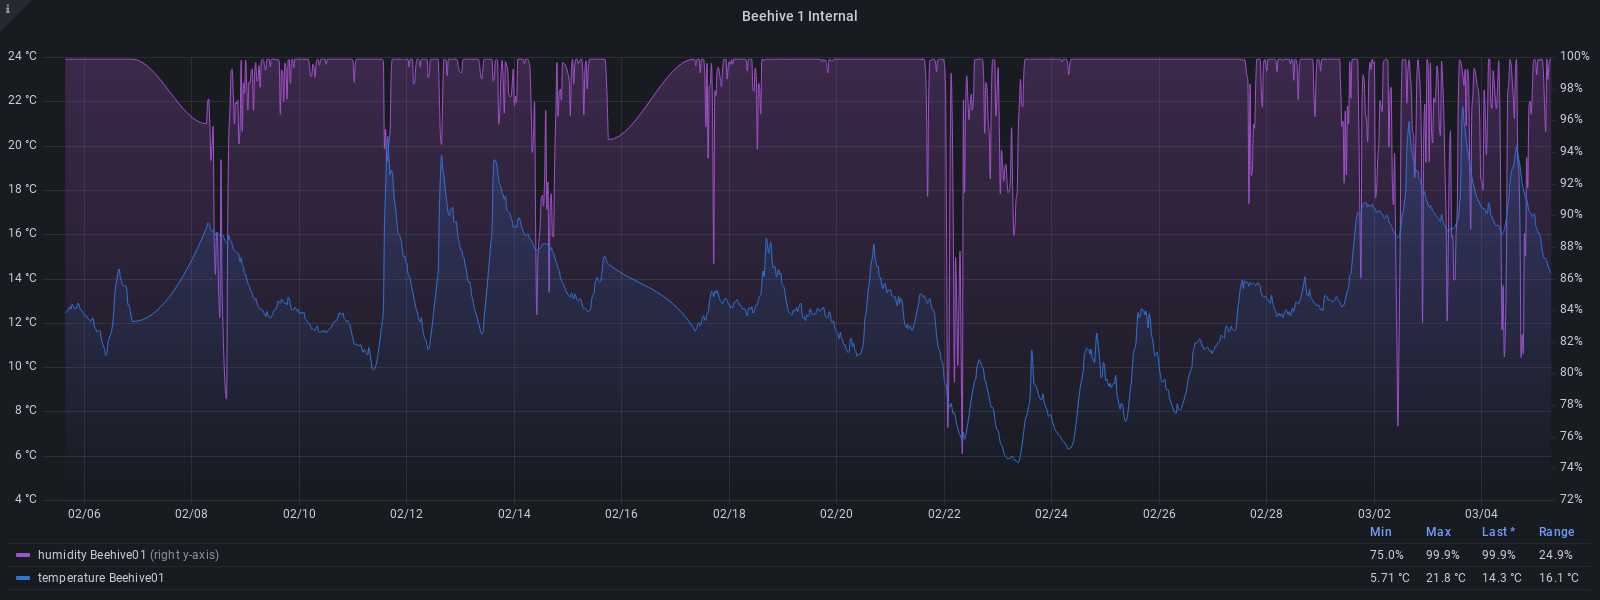 i
Beehive 1 Internal
24 °C 100%
98%
22 °C
96%
20 °C
94%
18 °C 92%
90%
16 °C
88%
14 °C
86%
12 °C 84%
82%
10 °C
80%
8 °C 78%
76%
6 °C
74%
4 °C 72%
02/06 02/08 02/10 02/12 02/14 02/16 02/18 02/20 02/22 02/24 02/26 02/28 03/02 03/04
Min Max Last * Range
humidity Beehive01 (right y-axis) 75.0% 99.9% 99.9% 24.9%
temperature Beehive01 5.71 °C 21.8 °C 14.3 °C 16.1 °C